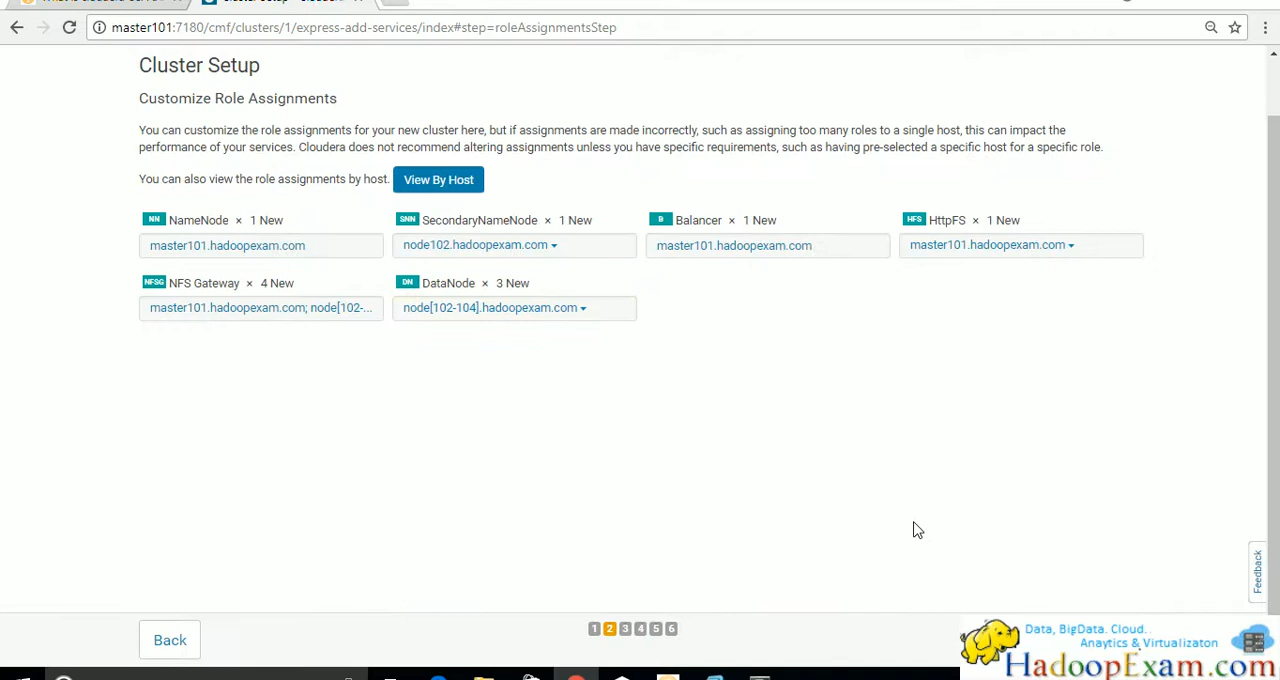 master101:7180/cmf/clusters/1/express-add-services/index#step=roleAssignmentsStep
Cluster Setup
Customize Role Assignments
You can customize the role assignments for your new cluster here, but if assignments are made incorrectly, such as assigning too many roles to a single host, this can impact the
performance of your services. Cloudera does not recommend altering assignments unless you have specific requirements, such as having pre-selected a specific host for a specific role.
You can also view the role assignments by host. View By Host
NN NameNode × 1 New
master101.hadoopexam.com
SNN SecondaryNameNode × 1 New
node102.hadoopexam.com
B Balancer × 1 New
master101.hadoopexam.com
HFS HttpFS × 1 New
master101.hadoopexam.com
NFSG NFS Gateway × 4 New
master101.hadoopexam.com; node[102-...
DN DataNode × 3 New
node[102-104].hadoopexam.com
Feedback
Back
1 2 3 4 5 6
Data, BigData. Cloud.
Anaytics & Virtualizaton
HadoopExam.com